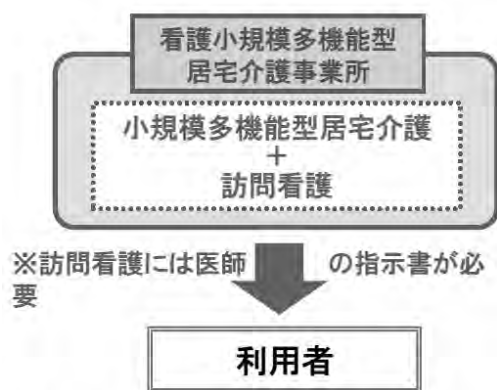 看護小規模多機能型
居宅介護事業所
小規模多機能型居宅介護
+
訪問看護
※訪問看護には医師 の指示書が必
要
利用者